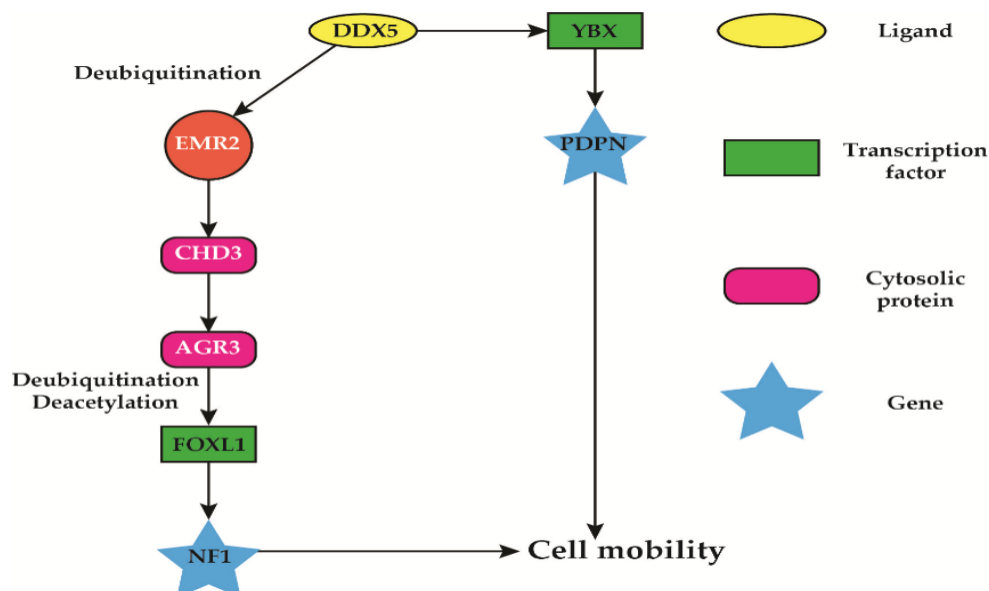 DDX5
YBX
Ligand
Deubiquitination
EMR2
PDPN
Transcription
factor
CHD3
Cytosolic
protein
AGR3
Deubiquitination
Deacetylation
Gene
FOXL1
NF1
Cell mobility